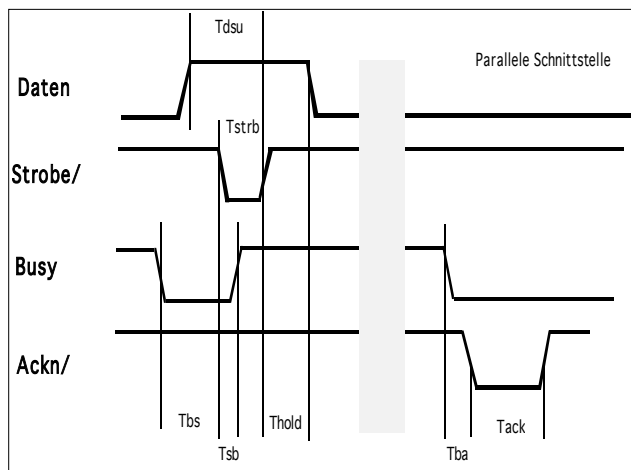 Tdsu
Parallele Schnittstelle
Daten
Tstrb
Strobe/
Busy
Ackn/
Tbs
Thold
Tack
Tsb
Tba